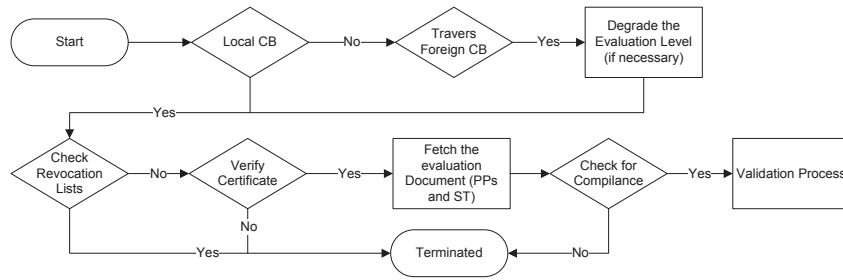 Start
Local CB
No
Travers
Foreign CB
Yes
Degrade the
Evaluation Level
(if necessary)
Yes
Check
Revocation
Lists
No
Verify
Certificate
Yes
Fetch the
evaluation
Document (PPs
and ST)
Check for
Compilance
Yes
Validation Process
No
Yes
Terminated
No